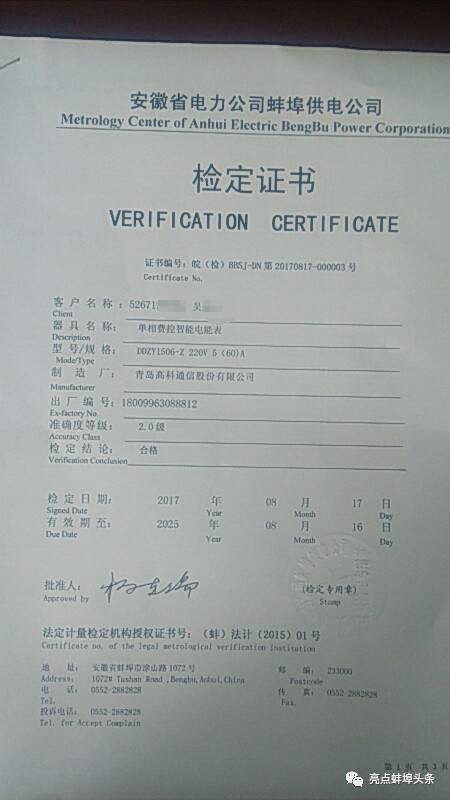 安徽省电力公司蚌埠供电公司
Metrology Center of Anhui Electric BengBu Power Corporation
检定证书
VERIFICATION CERTIFICATE
证书编号：皖（检）BBSJ-DN 第 20170817-000003 号
Certificate No.
客户名称：52671 吴
Client
器具名称： 单相费控智能电能表
Description
型号/规格： DDZY1506-Z 220V 5 (60)A
Mode/Type
制造厂： 青岛高科通信股份有限公司
Manufacturer
出厂编号：18009963088812
Ex-factory No.
准确度等级： 2.0 级
Accuracy Class
检定结论： 合格
Verification Conclusion
检定日期： 2017 年 08 月 17 日
Signed Date Year Month Day
有效期至： 2025 年 08 月 16 日
Due Date Year Month Day
批准人：
Approved by
（检定专用章）
Stomp
法定计量检定机构授权证书号：（蚌）法计（2015）01 号
Certificate no. of the legal metrological verification institution
地 址： 安徽省蚌埠市涂山路 1072 号 邮 编： 233000
Address: 1072# Tushan Road ,Bengbu,Anhui,China Postcode
电 话： 0552-2882828 传 真： 0552-2882828
Tel. Fax.
投诉电话： 0552-2882828
Tel. for Accept Complain
第 1 页 共 3 页
亮点蚌埠头条